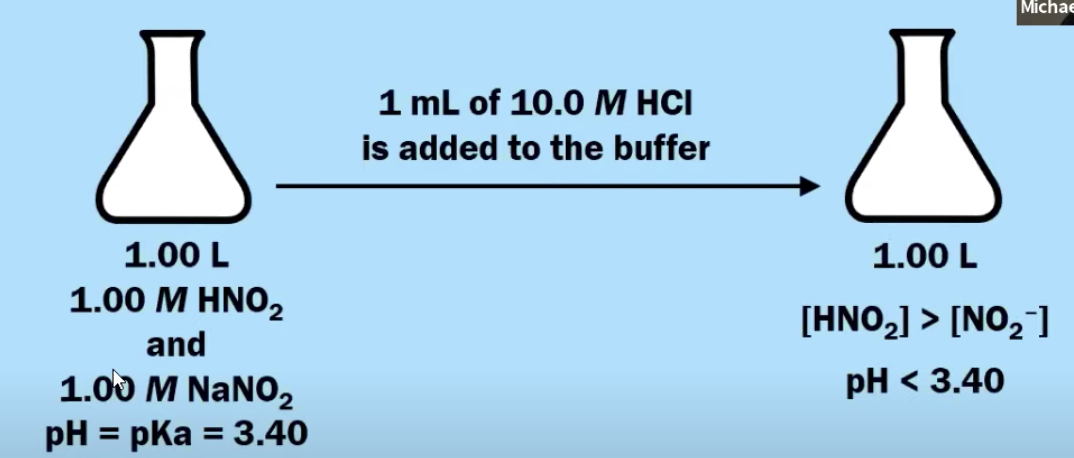 Michae
1 mL of 10.0 M HCl
is added to the buffer
1.00 L
1.00 M HNO₂
and
1.00 M NaNO₂
pH = pKa = 3.40
1.00 L
[HNO₂] > [NO₂⁻]
pH < 3.40